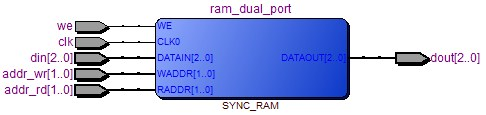 ram_dual_port
we WE
clk CLK0
din[2..0] DATAIN[2..0] DATAOUT[2..0] dout[2..0]
addr_wr[1..0] WADDR[1..0]
addr_rd[1..0] RADDR[1..0]
SYNC_RAM